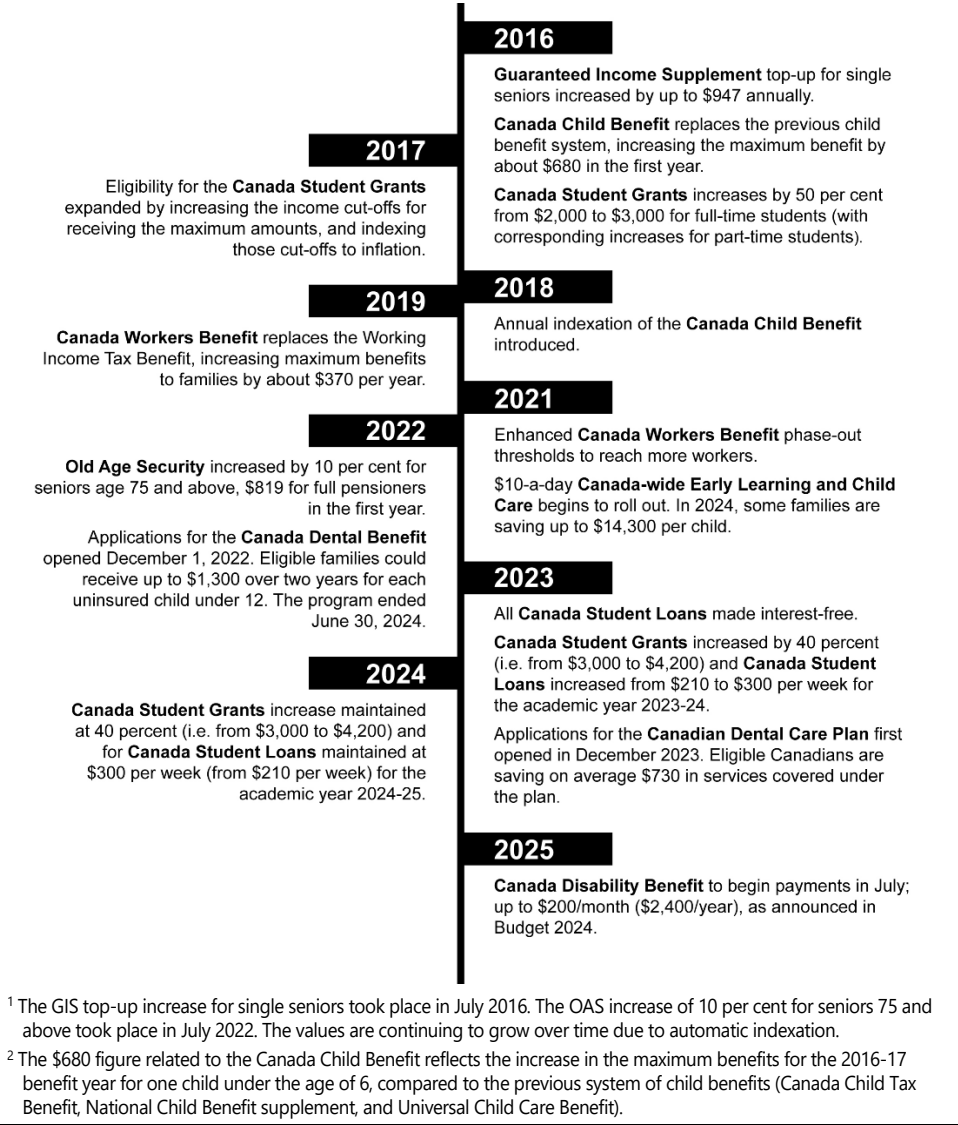 2016
Guaranteed Income Supplement top-up for single
seniors increased by up to $947 annually.
Canada Child Benefit replaces the previous child
benefit system, increasing the maximum benefit by
about $680 in the first year.
Canada Student Grants increases by 50 per cent
from $2,000 to $3,000 for full-time students (with
corresponding increases for part-time students).
2017
Eligibility for the Canada Student Grants
expanded by increasing the income cut-offs for
receiving the maximum amounts, and indexing
those cut-offs to inflation.
2018
Annual indexation of the Canada Child Benefit
introduced.
2019
Canada Workers Benefit replaces the Working
Income Tax Benefit, increasing maximum benefits
to families by about $370 per year.
2021
Enhanced Canada Workers Benefit phase-out
thresholds to reach more workers.
$10-a-day Canada-wide Early Learning and Child
Care begins to roll out. In 2024, some families are
saving up to $14,300 per child.
2022
Old Age Security increased by 10 per cent for
seniors age 75 and above, $819 for full pensioners
in the first year.
Applications for the Canada Dental Benefit
opened December 1, 2022. Eligible families could
receive up to $1,300 over two years for each
uninsured child under 12. The program ended
June 30, 2024.
2023
All Canada Student Loans made interest-free.
Canada Student Grants increased by 40 percent
(i.e. from $3,000 to $4,200) and Canada Student
Loans increased from $210 to $300 per week for
the academic year 2023-24.
Applications for the Canadian Dental Care Plan first
opened in December 2023. Eligible Canadians are
saving on average $730 in services covered under
the plan.
2024
Canada Student Grants increase maintained
at 40 percent (i.e. from $3,000 to $4,200) and
for Canada Student Loans maintained at
$300 per week (from $210 per week) for the
academic year 2024-25.
2025
Canada Disability Benefit to begin payments in July;
up to $200/month ($2,400/year), as announced in
Budget 2024.
1 The GIS top-up increase for single seniors took place in July 2016. The OAS increase of 10 per cent for seniors 75 and
above took place in July 2022. The values are continuing to grow over time due to automatic indexation.
2 The $680 figure related to the Canada Child Benefit reflects the increase in the maximum benefits for the 2016-17
benefit year for one child under the age of 6, compared to the previous system of child benefits (Canada Child Tax
Benefit, National Child Benefit supplement, and Universal Child Care Benefit).